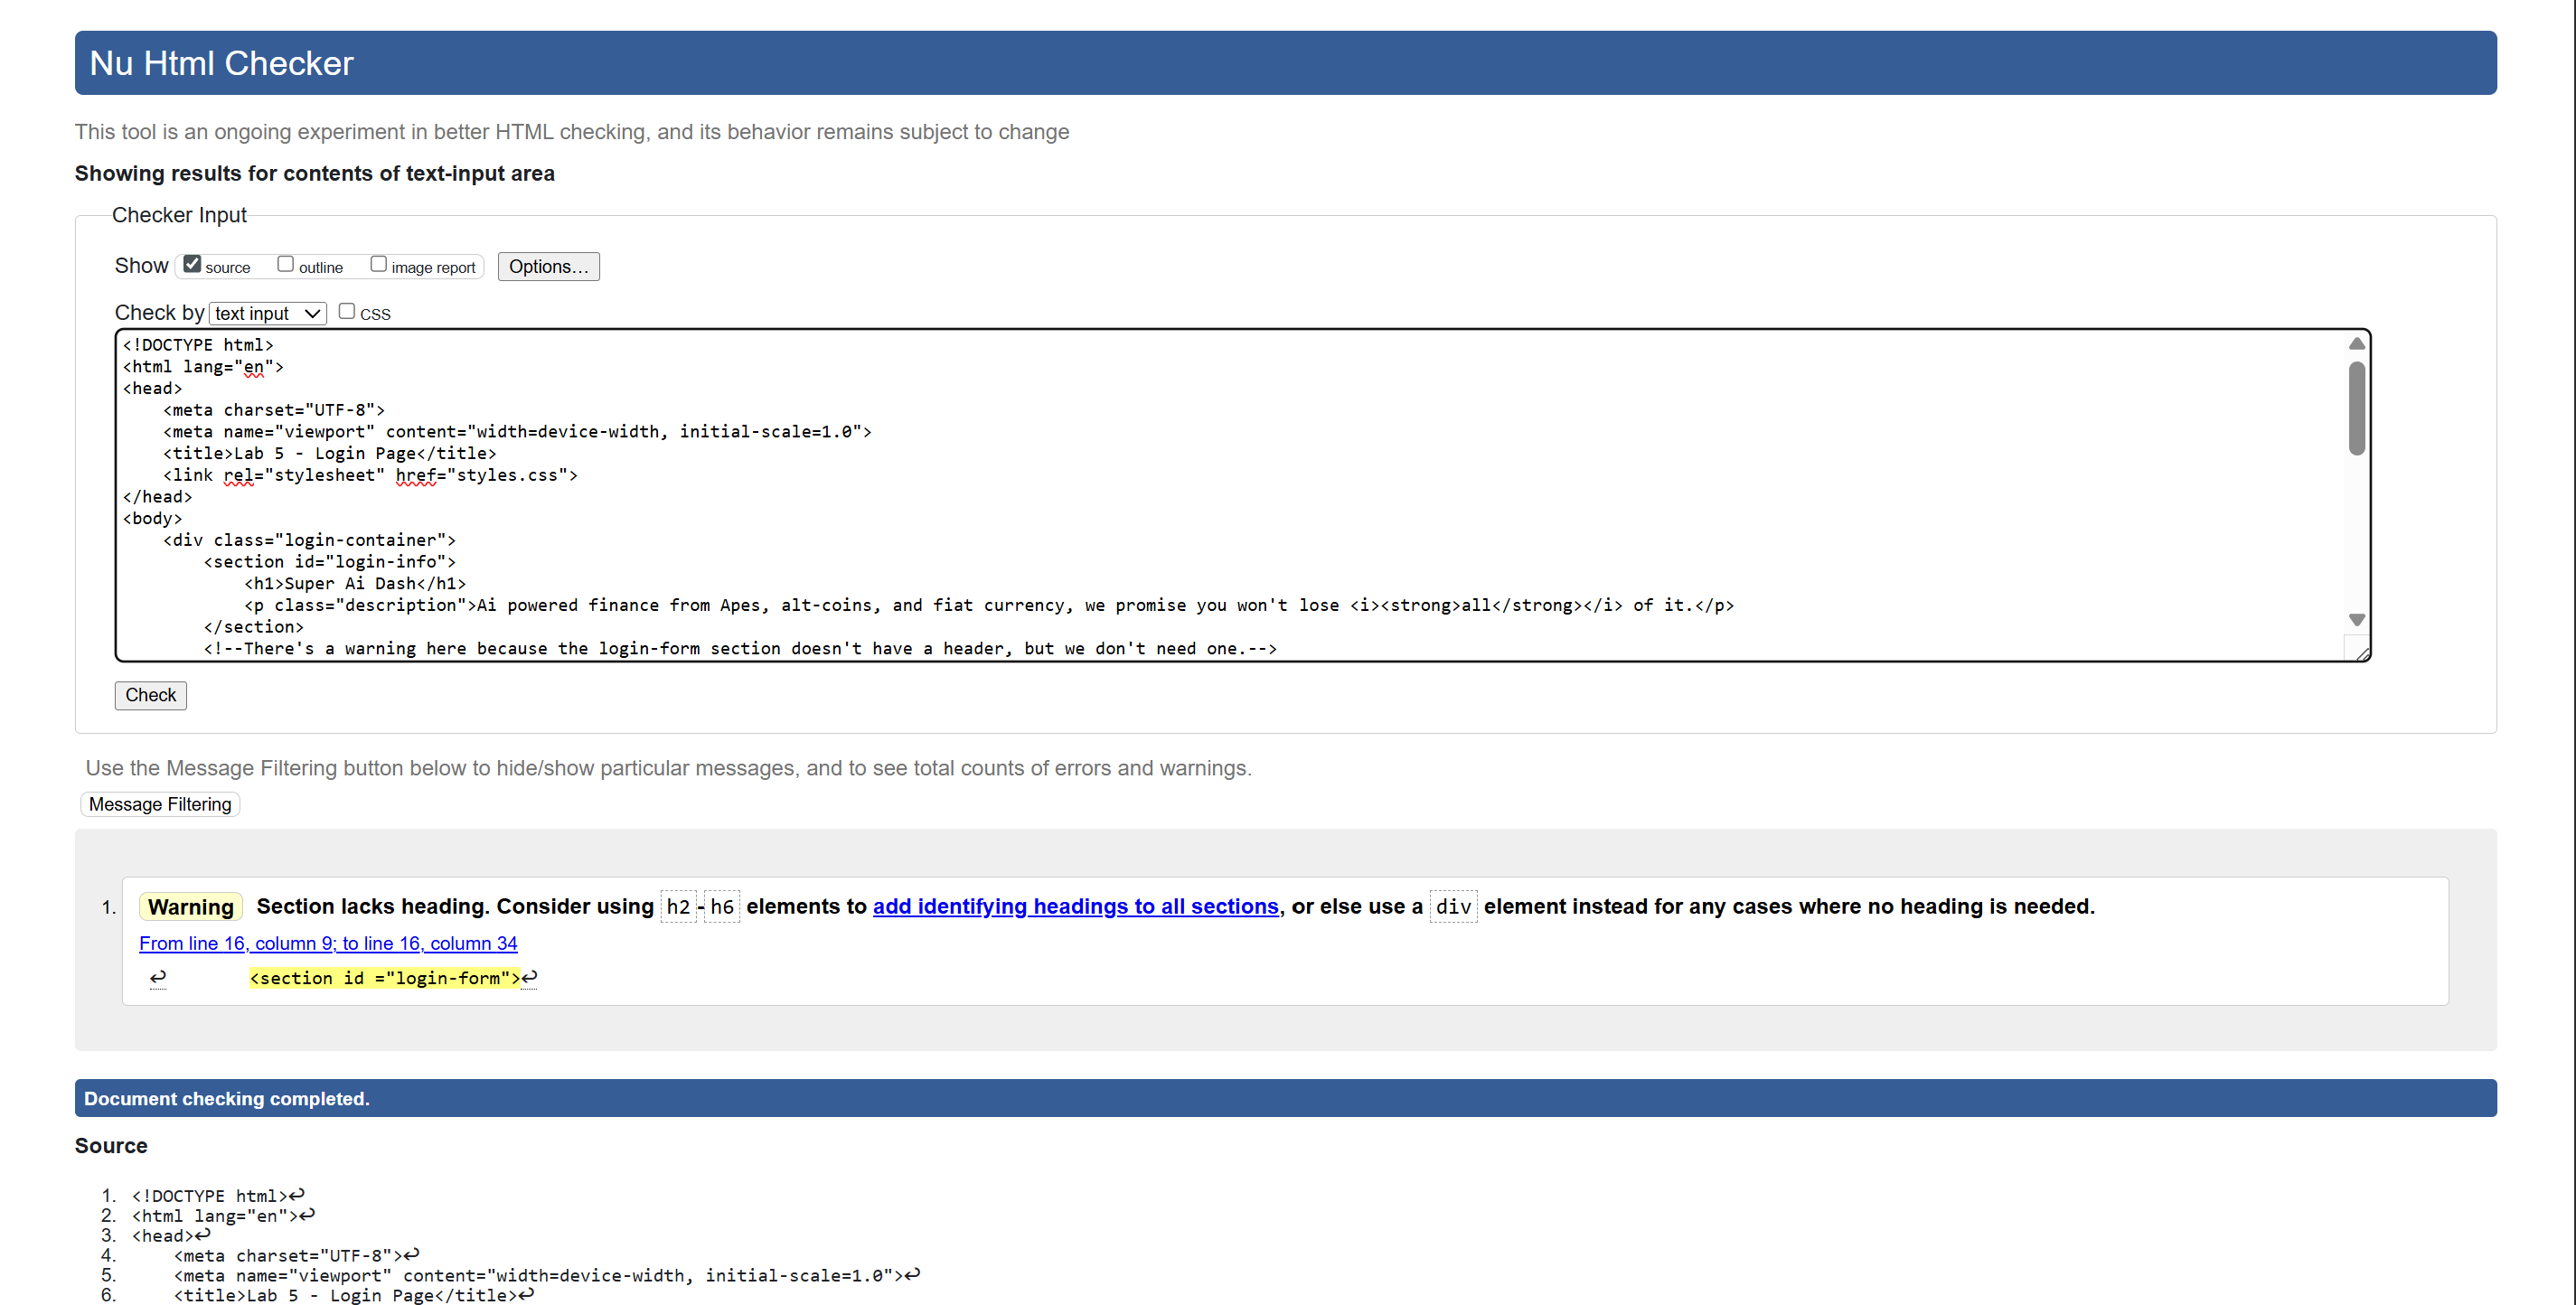 Nu Html Checker
This tool is an ongoing experiment in better HTML checking, and its behavior remains subject to change
Showing results for contents of text-input area
Checker Input
Show source outline image report Options...
Check by text input CSS
<!DOCTYPE html>
<html lang="en">
<head>
    <meta charset="UTF-8">
    <meta name="viewport" content="width=device-width, initial-scale=1.0">
    <title>Lab 5 - Login Page</title>
    <link rel="stylesheet" href="styles.css">
</head>
<body>
    <div class="login-container">
        <section id="login-info">
            <h1>Super Ai Dash</h1>
            <p class="description">Ai powered finance from Apes, alt-coins, and fiat currency, we promise you won't lose <i><strong>all</strong></i> of it.</p>
        </section>
        <!--There's a warning here because the login-form section doesn't have a header, but we don't need one.-->
Check
Use the Message Filtering button below to hide/show particular messages, and to see total counts of errors and warnings.
Message Filtering
1. Warning Section lacks heading. Consider using h2-h6 elements to add identifying headings to all sections, or else use a div element instead for any cases where no heading is needed.
From line 16, column 9; to line 16, column 34
↩        <section id ="login-form">↩
Document checking completed.
Source
1. <!DOCTYPE html>↩
2. <html lang="en">↩
3. <head>↩
4.     <meta charset="UTF-8">↩
5.     <meta name="viewport" content="width=device-width, initial-scale=1.0">↩
6.     <title>Lab 5 - Login Page</title>↩